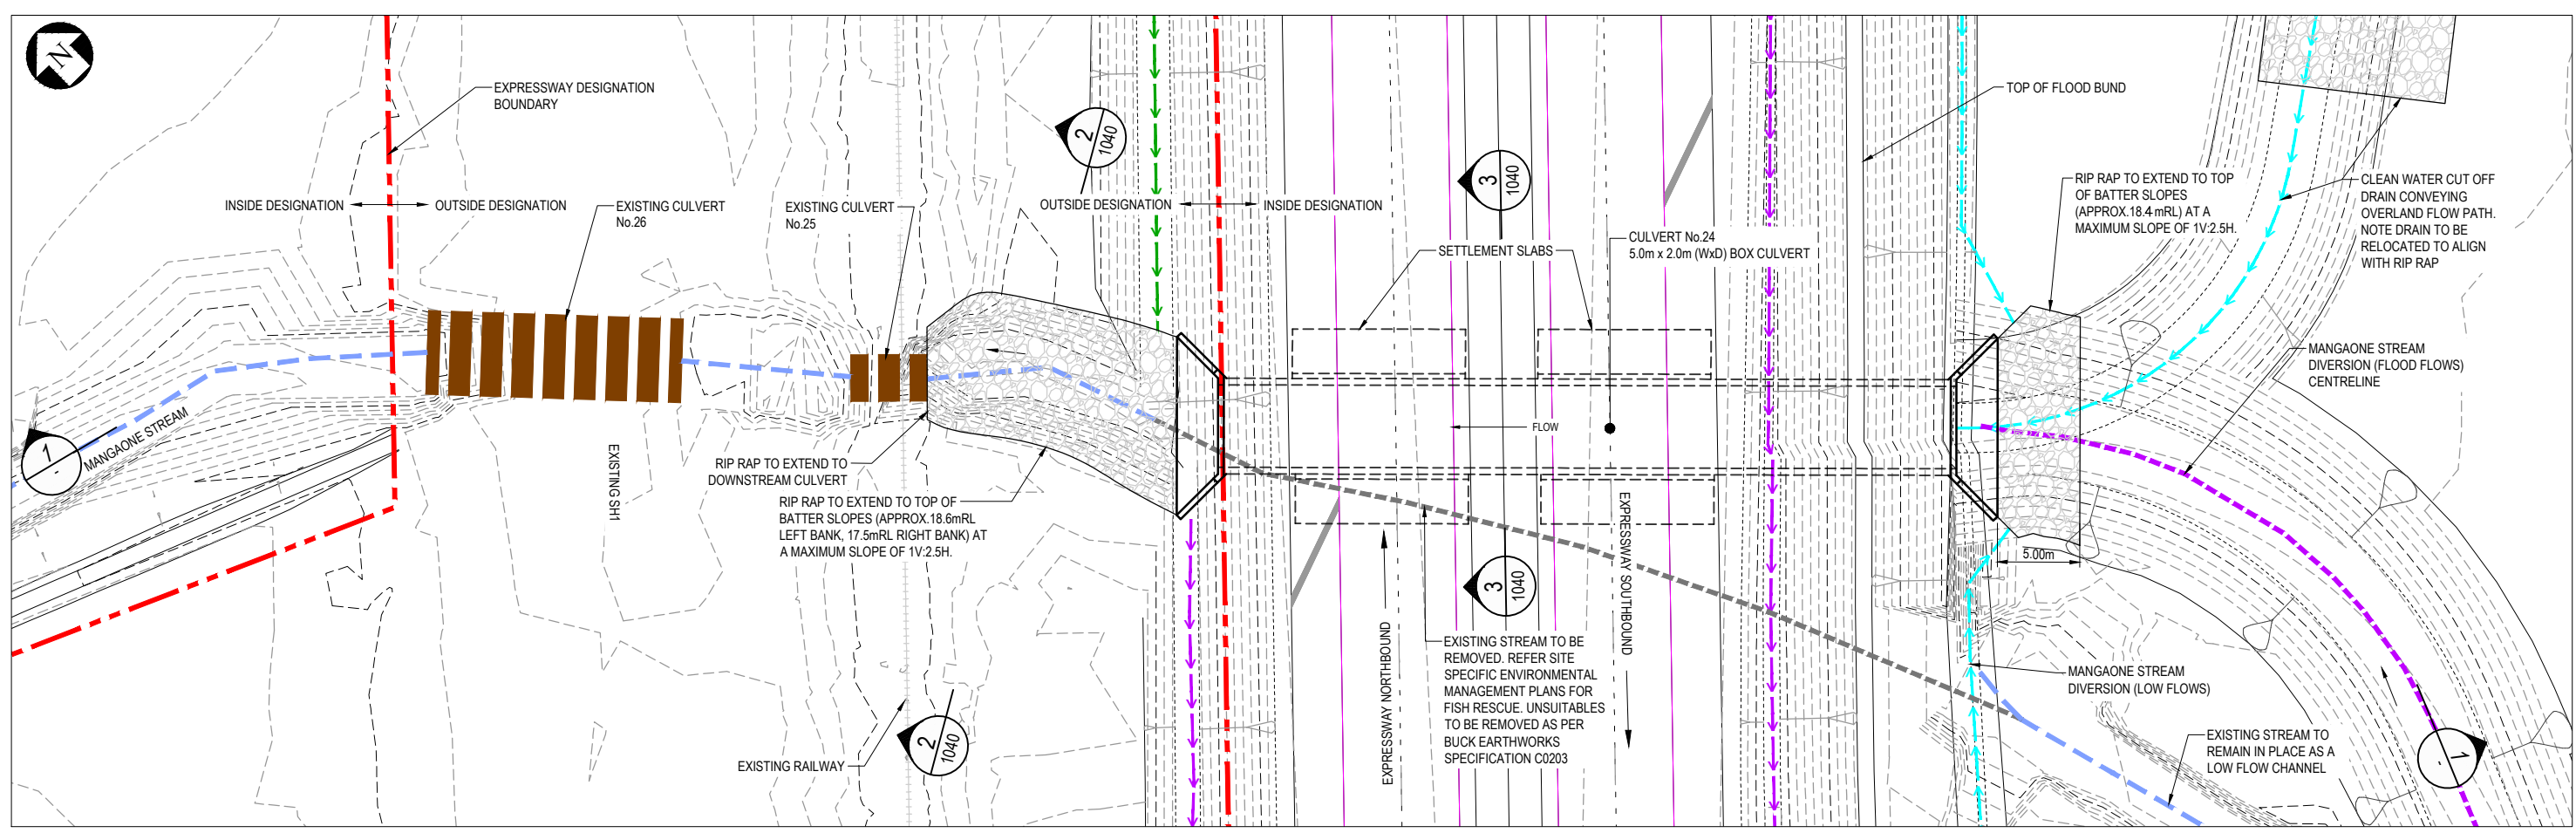 N
EXPRESSWAY DESIGNATION
BOUNDARY
INSIDE DESIGNATION
OUTSIDE DESIGNATION
EXISTING CULVERT
No.26
EXISTING CULVERT
No.25
2
1040
OUTSIDE DESIGNATION
INSIDE DESIGNATION
3
1040
SETTLEMENT SLABS
CULVERT No.24
5.0m x 2.0m (WxD) BOX CULVERT
TOP OF FLOOD BUND
RIP RAP TO EXTEND TO TOP
OF BATTER SLOPES
(APPROX.18.4 mRL) AT A
MAXIMUM SLOPE OF 1V:2.5H.
CLEAN WATER CUT OFF
DRAIN CONVEYING
OVERLAND FLOW PATH.
NOTE DRAIN TO BE
RELOCATED TO ALIGN
WITH RIP RAP
MANGAONE STREAM
DIVERSION (FLOOD FLOWS)
CENTRELINE
1
-
MANGAONE STREAM
EXISTING SH1
RIP RAP TO EXTEND TO
DOWNSTREAM CULVERT
RIP RAP TO EXTEND TO TOP OF
BATTER SLOPES (APPROX.18.6mRL
LEFT BANK, 17.5mRL RIGHT BANK) AT
A MAXIMUM SLOPE OF 1V:2.5H.
FLOW
EXISTING RAILWAY
2
1040
EXPRESSWAY NORTHBOUND
3
1040
EXISTING STREAM TO BE
REMOVED. REFER SITE
SPECIFIC ENVIRONMENTAL
MANAGEMENT PLANS FOR
FISH RESCUE. UNSUITABLES
TO BE REMOVED AS PER
BUCK EARTHWORKS
SPECIFICATION C0203
EXPRESSWAY SOUTHBOUND
5.00m
MANGAONE STREAM
DIVERSION (LOW FLOWS)
EXISTING STREAM TO
REMAIN IN PLACE AS A
LOW FLOW CHANNEL
1
-